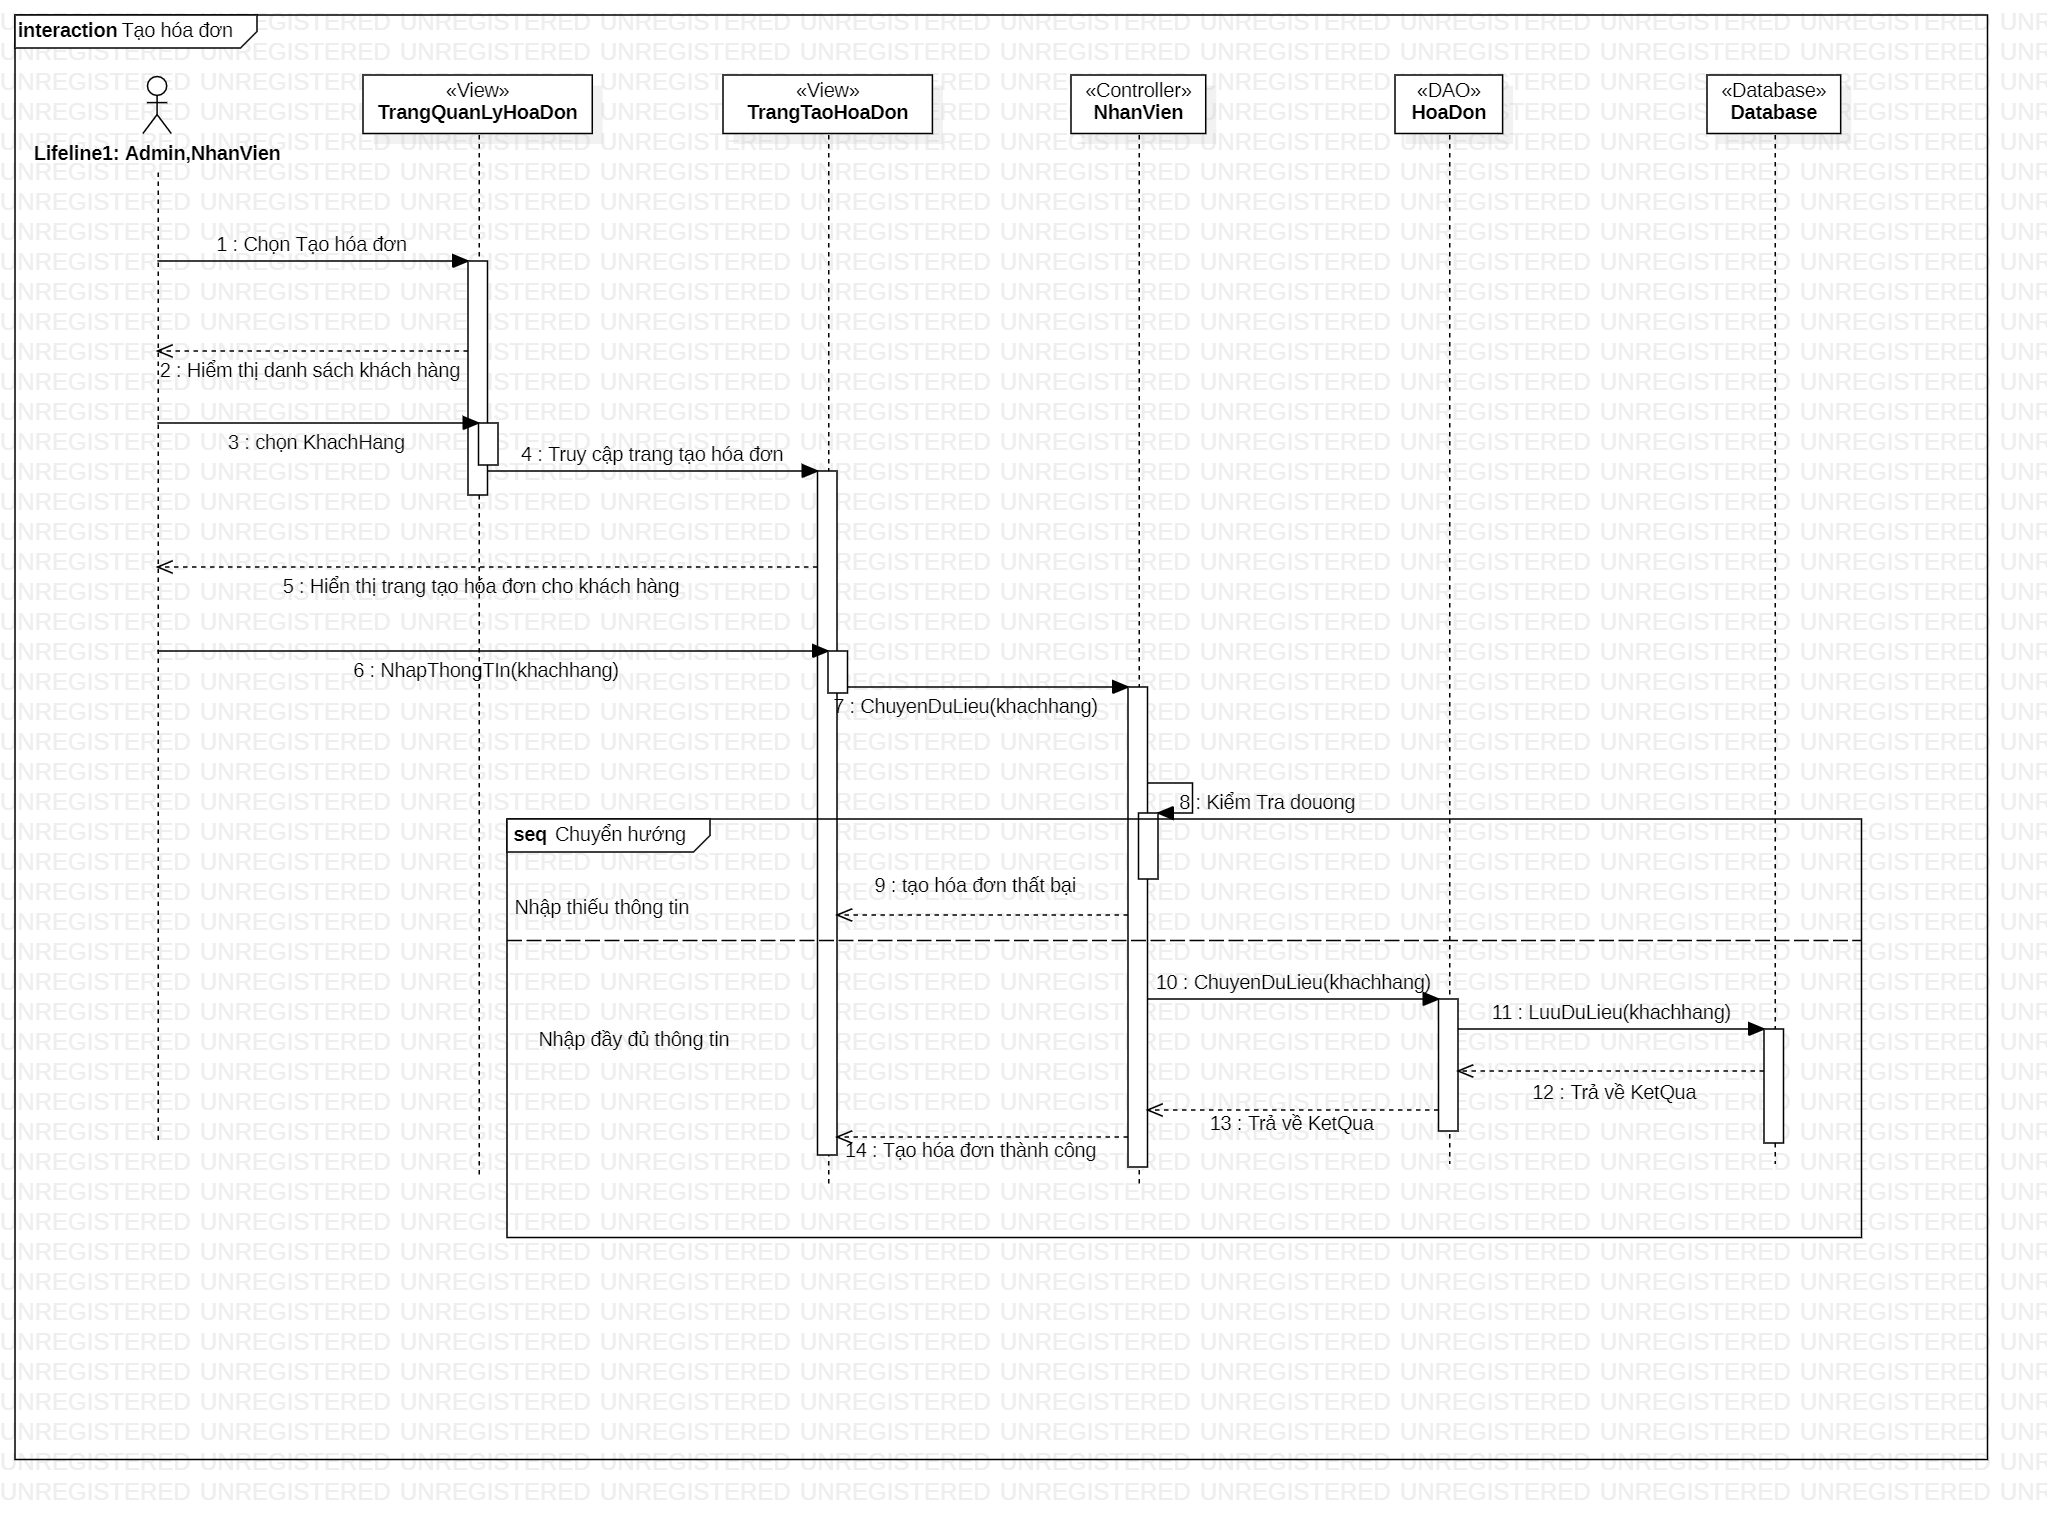 interaction Tạo hóa đơn
«View»
TrangQuanLyHoaDon
«View»
TrangTaoHoaDon
«Controller»
NhanVien
«DAO»
HoaDon
«Database»
Database
Lifeline1: Admin,NhanVien
1 : Chọn Tạo hóa đơn
2 : Hiểm thị danh sách khách hàng
3 : chọn KhachHang
4 : Truy cập trang tạo hóa đơn
5 : Hiển thị trang tạo hóa đơn cho khách hàng
6 : NhapThongTIn(khachhang)
7 : ChuyenDuLieu(khachhang)
8 : Kiểm Tra douong
seq Chuyển hướng
9 : tạo hóa đơn thất bại
Nhập thiếu thông tin
10 : ChuyenDuLieu(khachhang)
11 : LuuDuLieu(khachhang)
Nhập đầy đủ thông tin
12 : Trả về KetQua
13 : Trả về KetQua
14 : Tạo hóa đơn thành công
UNREGISTERED